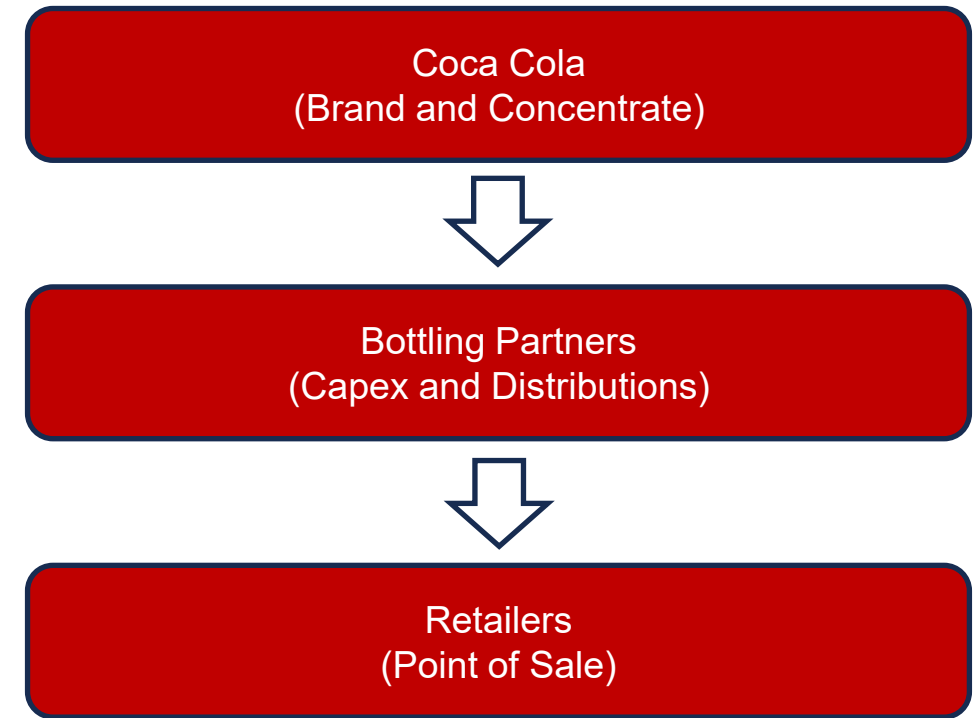 Coca Cola
(Brand and Concentrate)
Bottling Partners
(Capex and Distributions)
Retailers
(Point of Sale)